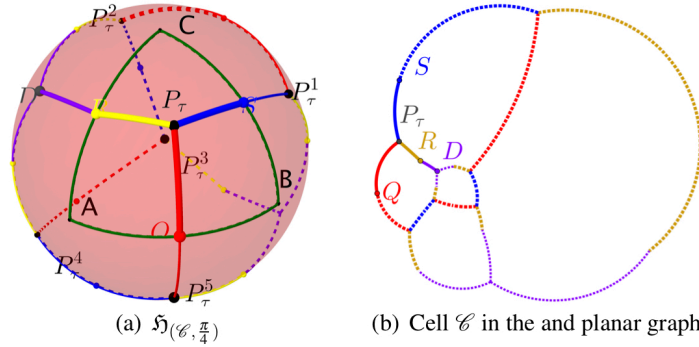 P_τ^2
C
D
P_τ
S
P_τ^1
P_τ^3
A
B
Q
P_τ^4
P_τ^5
S
P_τ
R
D
Q
(a) ℌ_(𝒞, π/4)
(b) Cell 𝒞 in the and planar graph